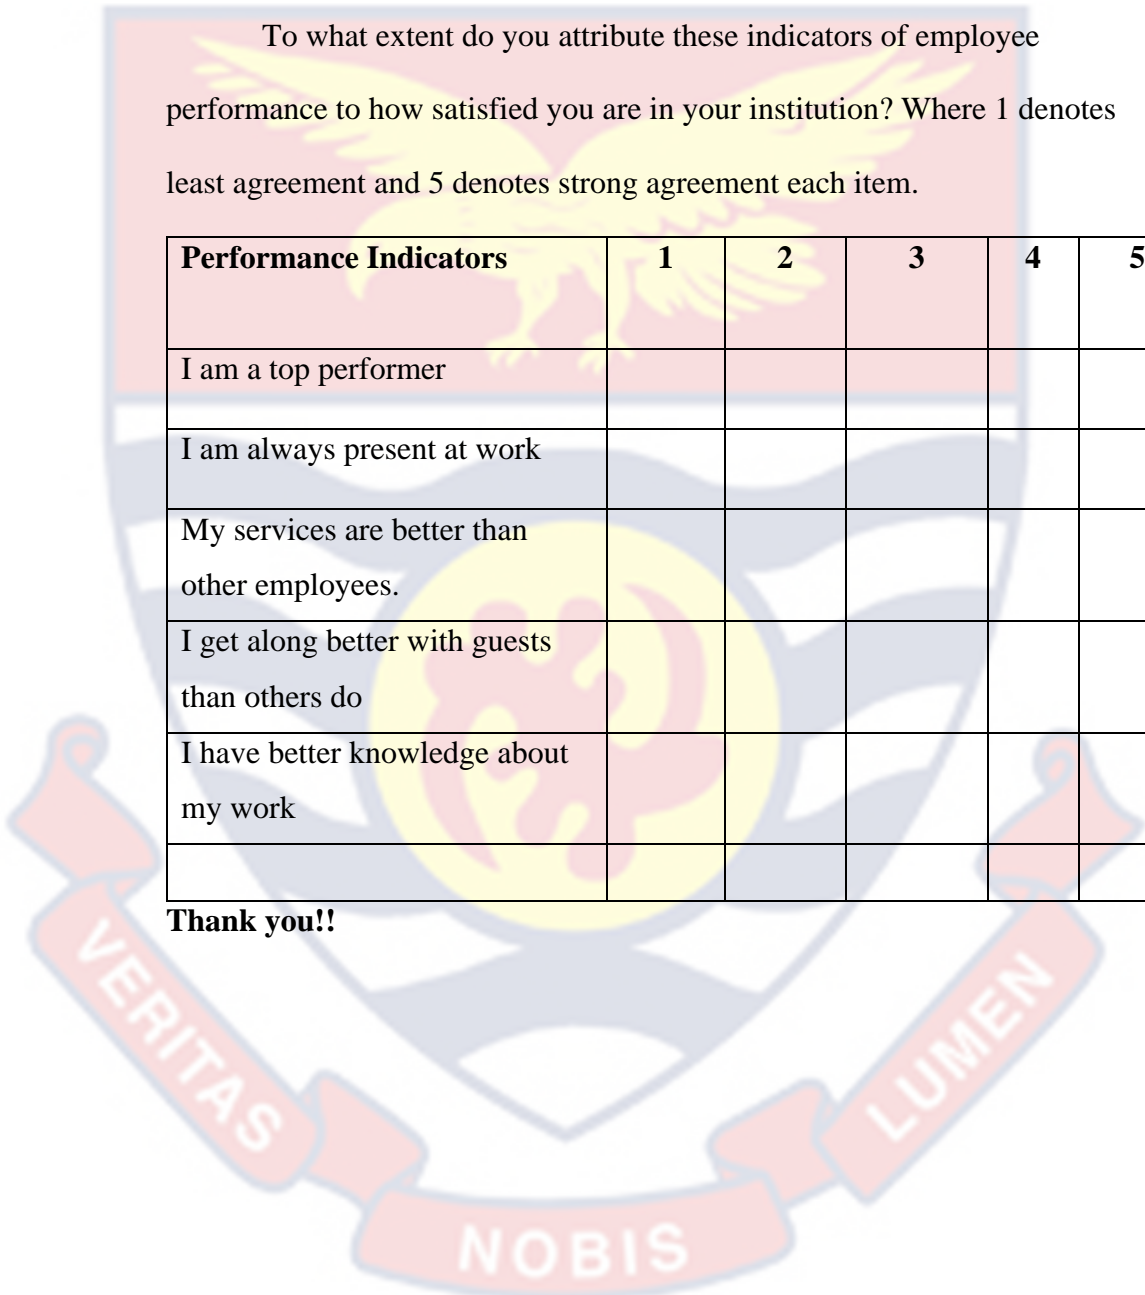 To what extent do you attribute these indicators of employee
performance to how satisfied you are in your institution? Where 1 denotes
least agreement and 5 denotes strong agreement each item.
Performance Indicators 1 2 3 4 5
I am a top performer
I am always present at work
My services are better than
other employees.
I get along better with guests
than others do
I have better knowledge about
my work
Thank you!!
VERITAS
NOBIS
LUMEN